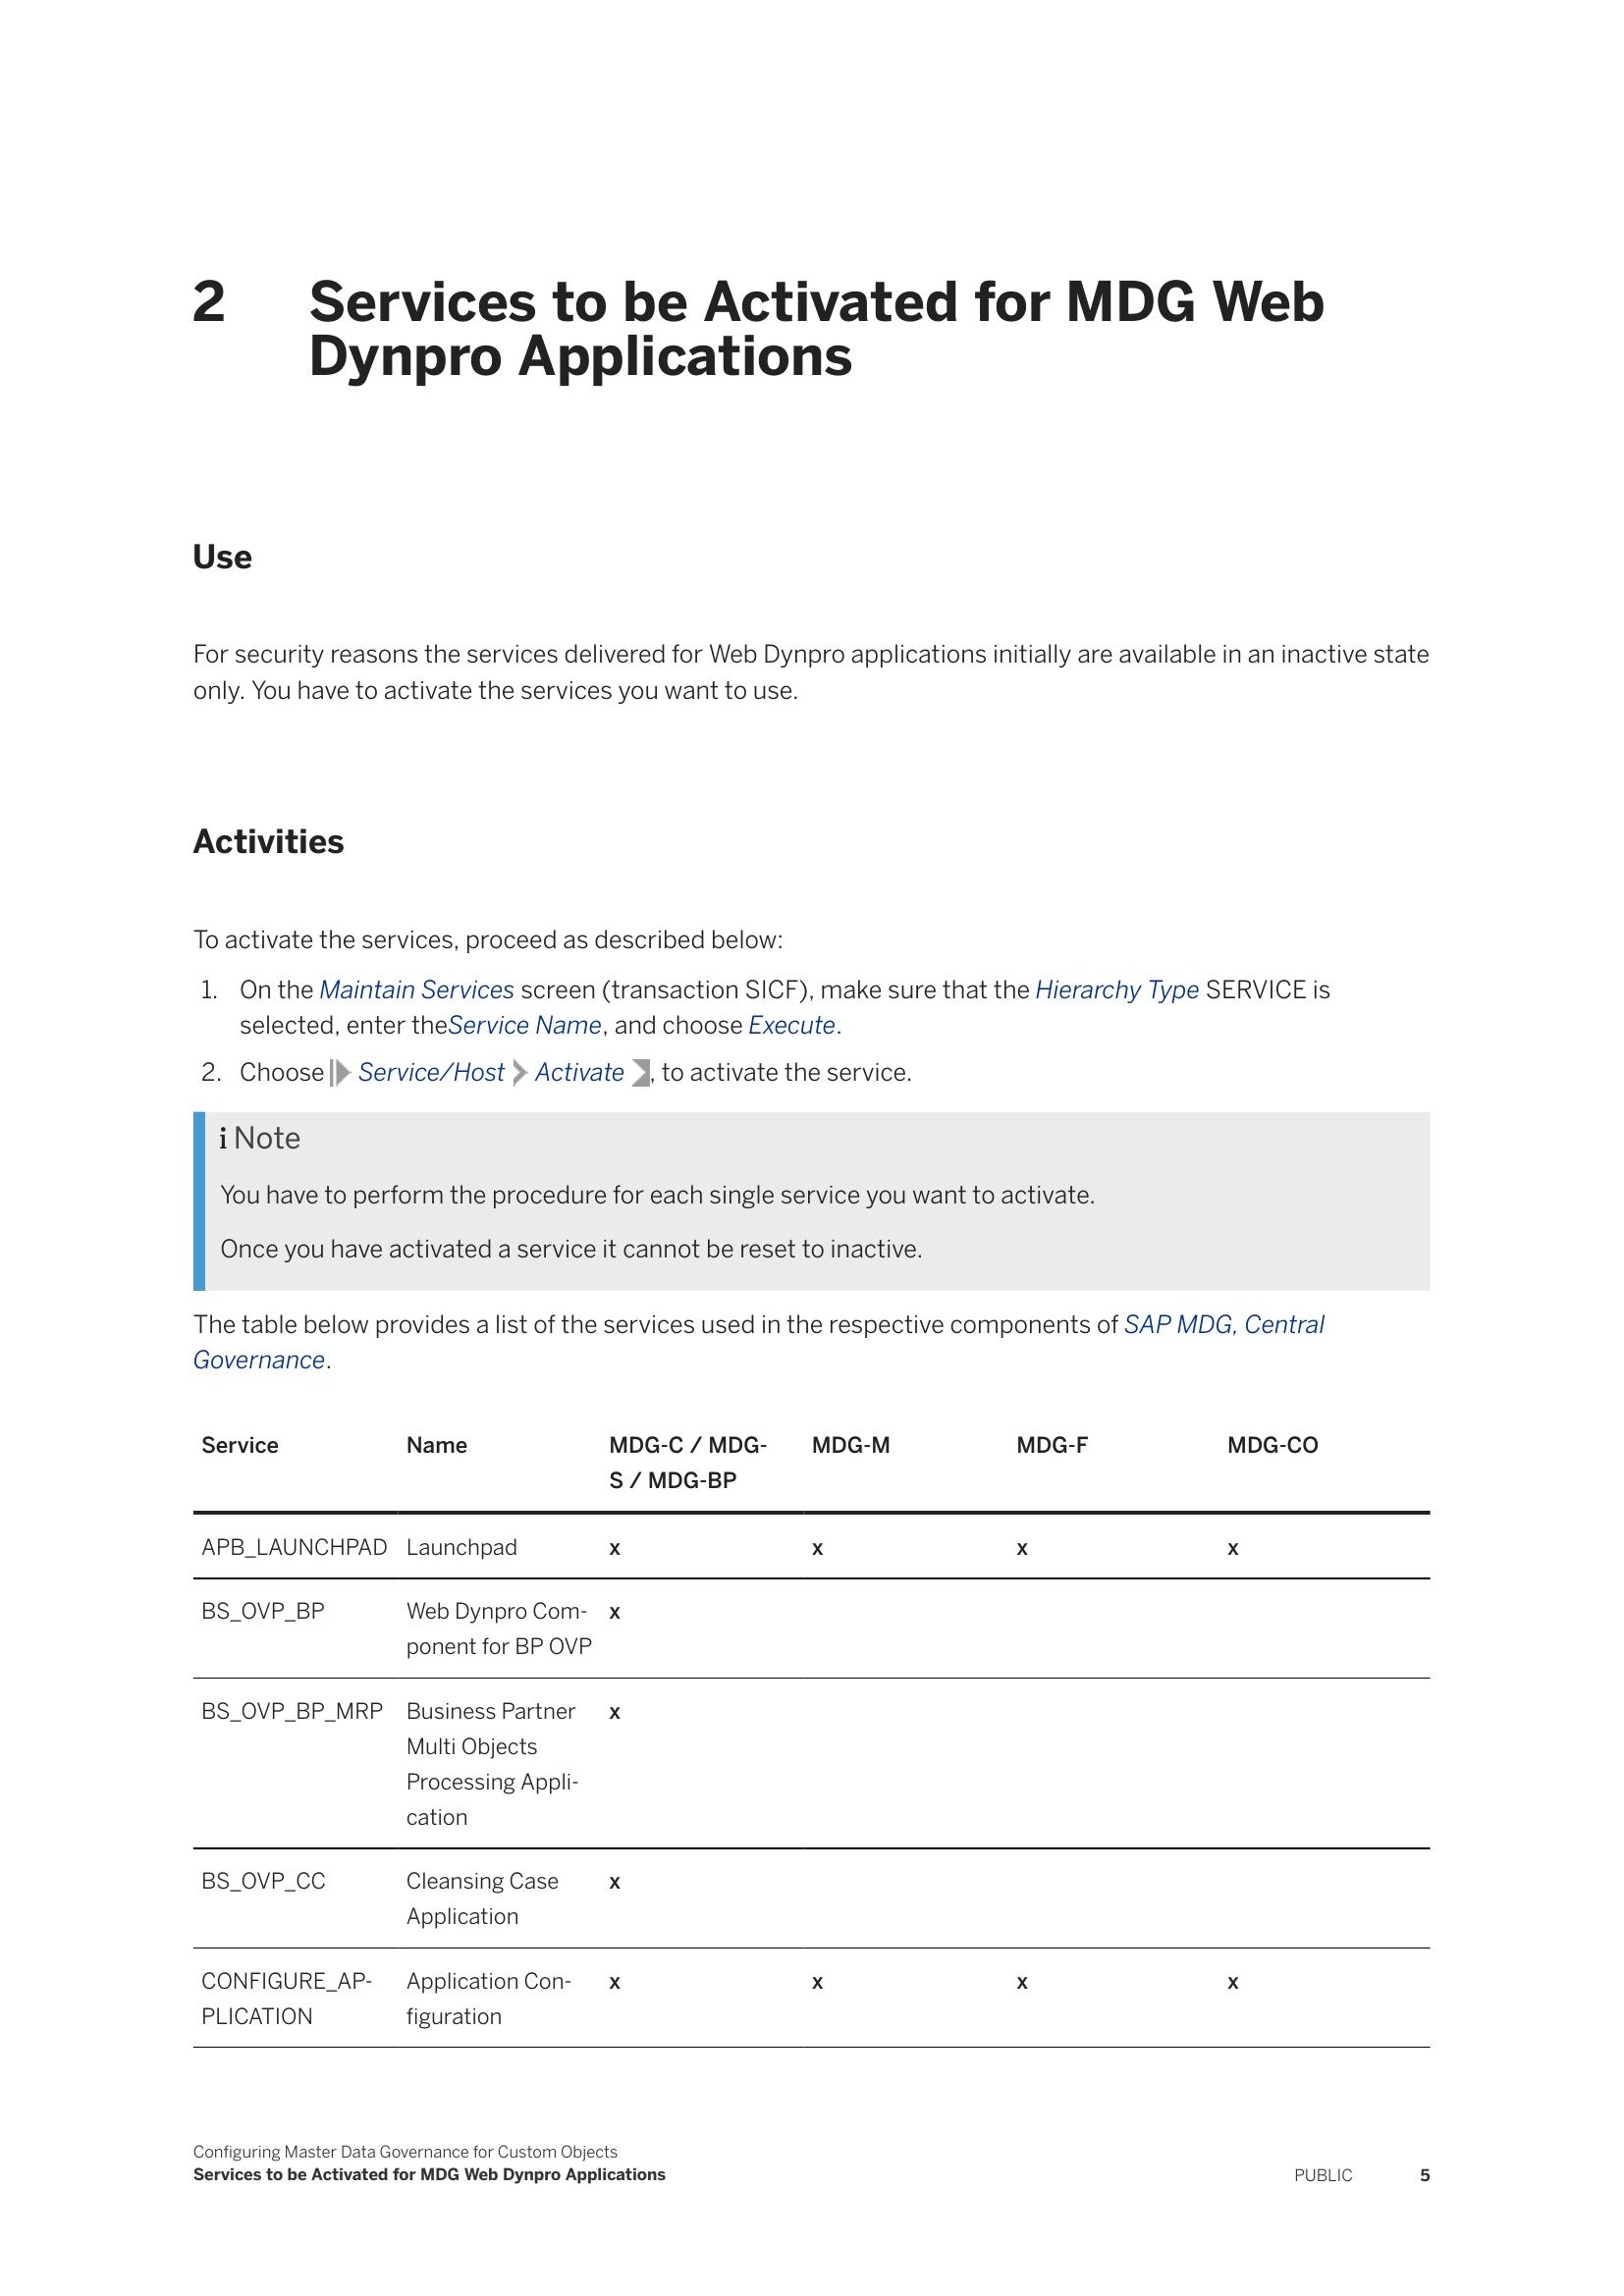 2 Services to be Activated for MDG Web
Dynpro Applications
Use
For security reasons the services delivered for Web Dynpro applications initially are available in an inactive state
only. You have to activate the services you want to use.
Activities
To activate the services, proceed as described below:
1. On the Maintain Services screen (transaction SICF), make sure that the Hierarchy Type SERVICE is
selected, enter theService Name, and choose Execute.
2. Choose Service/Host Activate , to activate the service.
i Note
You have to perform the procedure for each single service you want to activate.
Once you have activated a service it cannot be reset to inactive.
The table below provides a list of the services used in the respective components of SAP MDG, Central
Governance.
Service Name MDG-C / MDG- MDG-M MDG-F MDG-CO
S / MDG-BP
APB_LAUNCHPAD Launchpad x x x x
BS_OVP_BP Web Dynpro Com- x
ponent for BP OVP
BS_OVP_BP_MRP Business Partner x
Multi Objects
Processing Appli-
cation
BS_OVP_CC Cleansing Case x
Application
CONFIGURE_AP- Application Con- x x x x
PLICATION figuration
Configuring Master Data Governance for Custom Objects
Services to be Activated for MDG Web Dynpro Applications PUBLIC 5